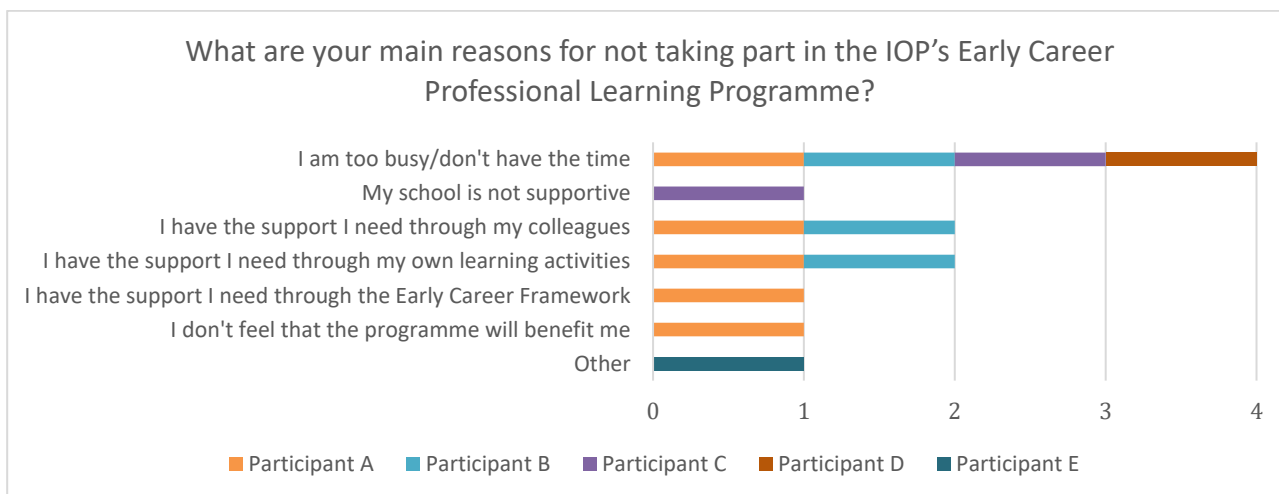 What are your main reasons for not taking part in the IOP’s Early Career
Professional Learning Programme?
I am too busy/don't have the time
My school is not supportive
I have the support I need through my colleagues
I have the support I need through my own learning activities
I have the support I need through the Early Career Framework
I don't feel that the programme will benefit me
Other
0 1 2 3 4
Participant A Participant B Participant C Participant D Participant E